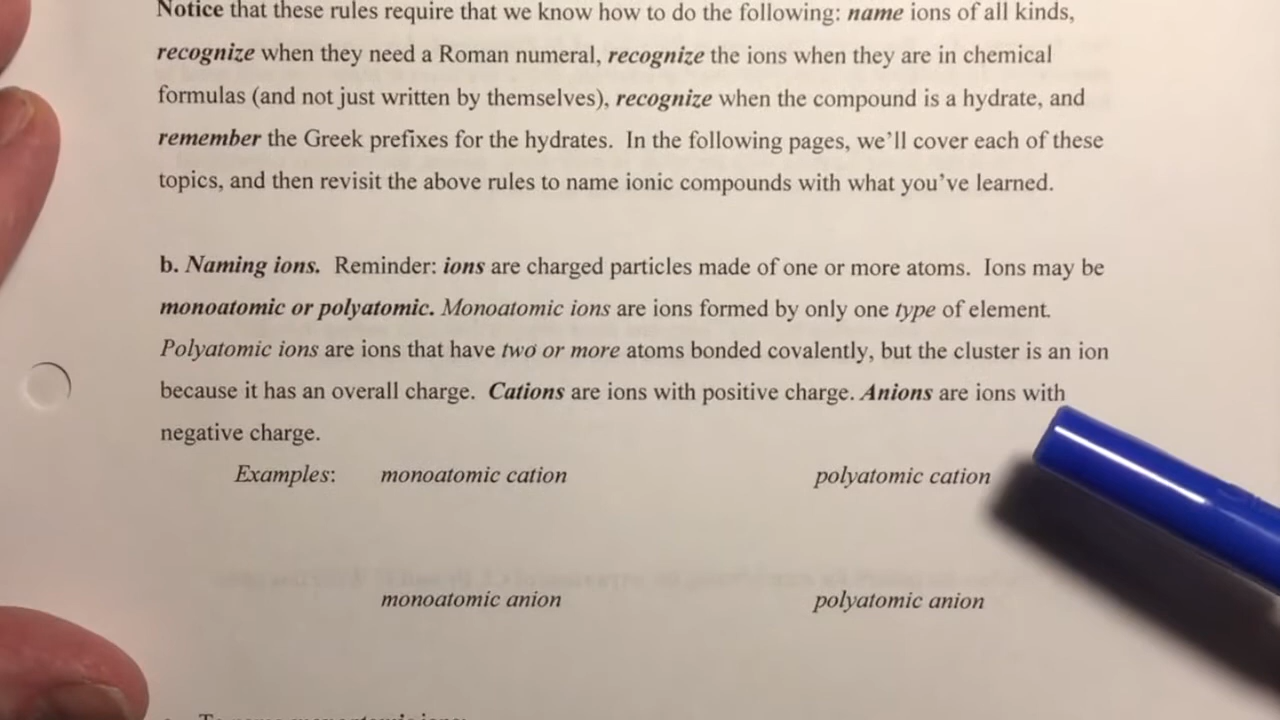 Notice that these rules require that we know how to do the following: name ions of all kinds,
recognize when they need a Roman numeral, recognize the ions when they are in chemical
formulas (and not just written by themselves), recognize when the compound is a hydrate, and
remember the Greek prefixes for the hydrates. In the following pages, we'll cover each of these
topics, and then revisit the above rules to name ionic compounds with what you've learned.
b. Naming ions. Reminder: ions are charged particles made of one or more atoms. Ions may be
monoatomic or polyatomic. Monoatomic ions are ions formed by only one type of element.
Polyatomic ions are ions that have two or more atoms bonded covalently, but the cluster is an ion
because it has an overall charge. Cations are ions with positive charge. Anions are ions with
negative charge.
Examples: monoatomic cation polyatomic cation
monoatomic anion polyatomic anion